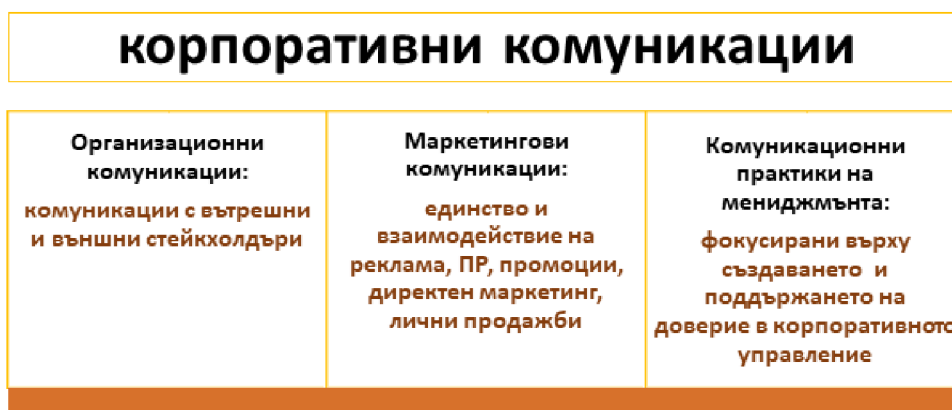 корпоративни комуникации
Организационни
комуникации:
комуникации с вътрешни
и външни стейкхолдъри
Маркетингови
комуникации:
единство и
взаимодействие на
реклама, ПР, промоции,
директен маркетинг,
лични продажби
Комуникационни
практики на
мениджмънта:
фокусирани върху
създаването и
поддържането на
доверие в корпоративното
управление